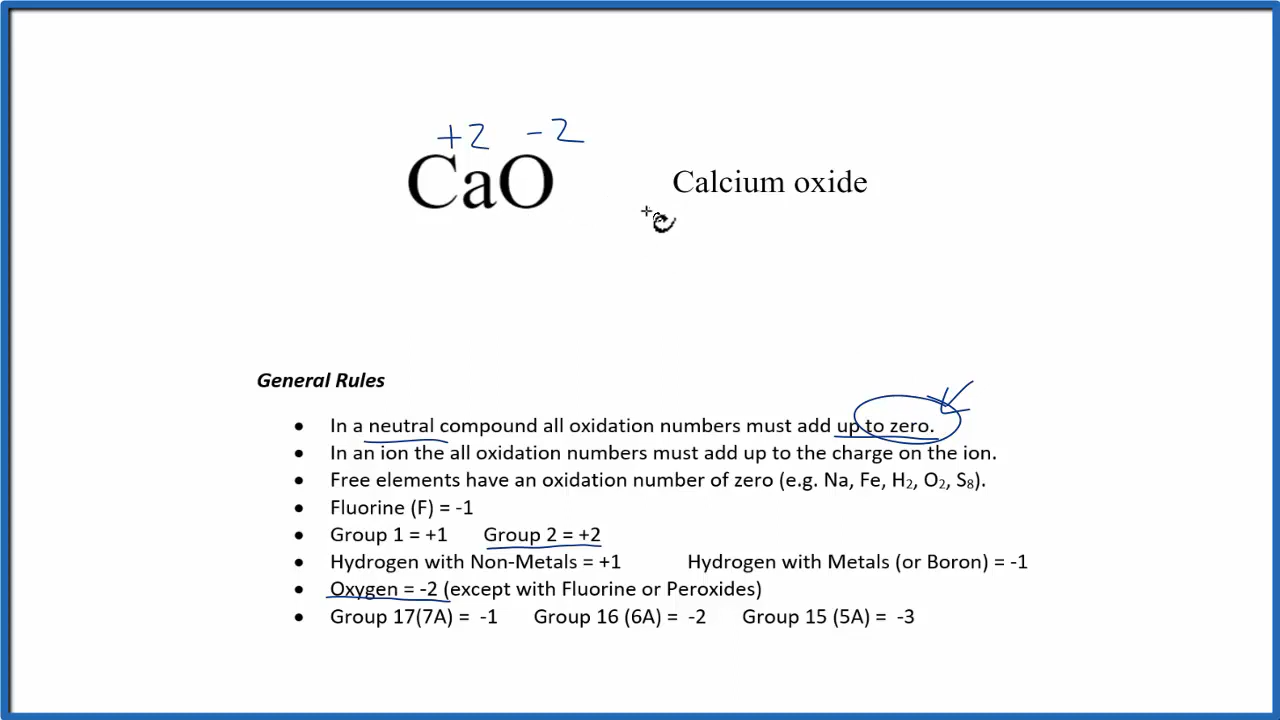 +2 -2
CaO Calcium oxide
General Rules
• In a neutral compound all oxidation numbers must add up to zero.
• In an ion the all oxidation numbers must add up to the charge on the ion.
• Free elements have an oxidation number of zero (e.g. Na, Fe, H₂, O₂, S₈).
• Fluorine (F) = -1
• Group 1 = +1 Group 2 = +2
• Hydrogen with Non-Metals = +1 Hydrogen with Metals (or Boron) = -1
• Oxygen = -2 (except with Fluorine or Peroxides)
• Group 17(7A) = -1 Group 16 (6A) = -2 Group 15 (5A) = -3